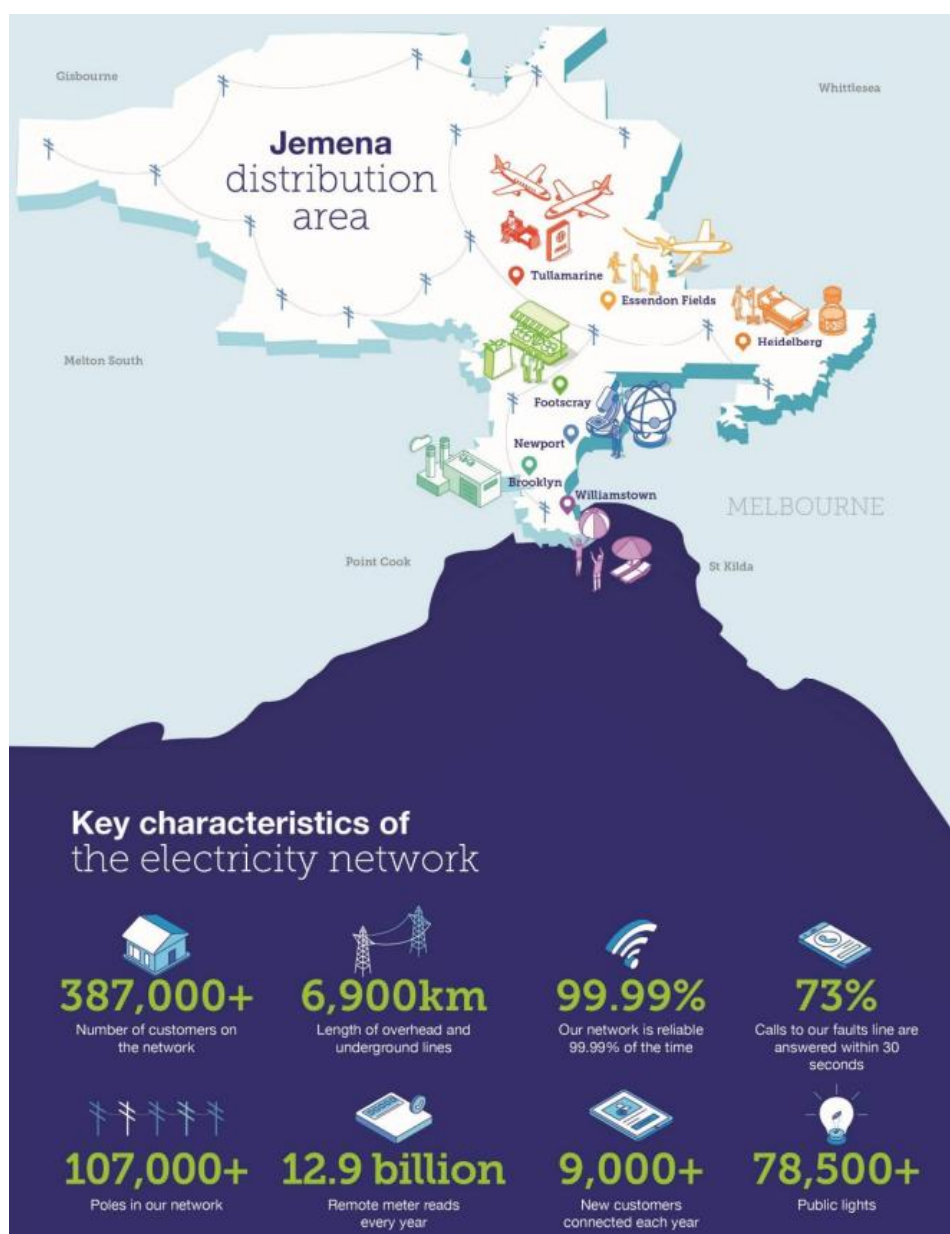 Gisbourne
Whittlesea
Jemena
distribution
area
Tullamarine
Essendon Fields
Heidelberg
Melton South
Footscray
Newport
Brooklyn
Williamstown
MELBOURNE
Point Cook
St Kilda
Key characteristics of
the electricity network
387,000+
Number of customers on
the network
6,900km
Length of overhead and
underground lines
99.99%
Our network is reliable
99.99% of the time
73%
Calls to our faults line are
answered within 30
seconds
107,000+
Poles in our network
12.9 billion
Remote meter reads
every year
9,000+
New customers
connected each year
78,500+
Public lights